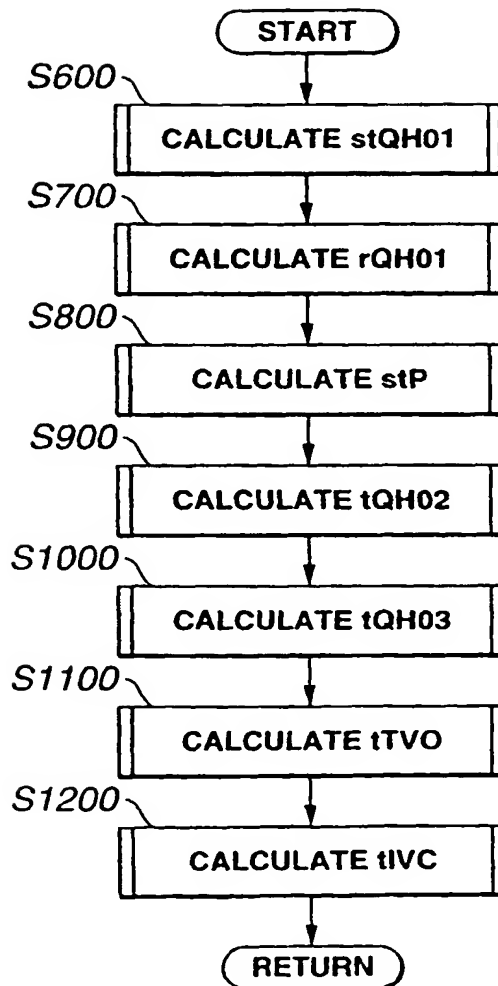 START
S600
CALCULATE stQH01
S700
CALCULATE rQH01
S800
CALCULATE stP
S900
CALCULATE tQH02
S1000
CALCULATE tQH03
S1100
CALCULATE tTVO
S1200
CALCULATE tIVC
RETURN